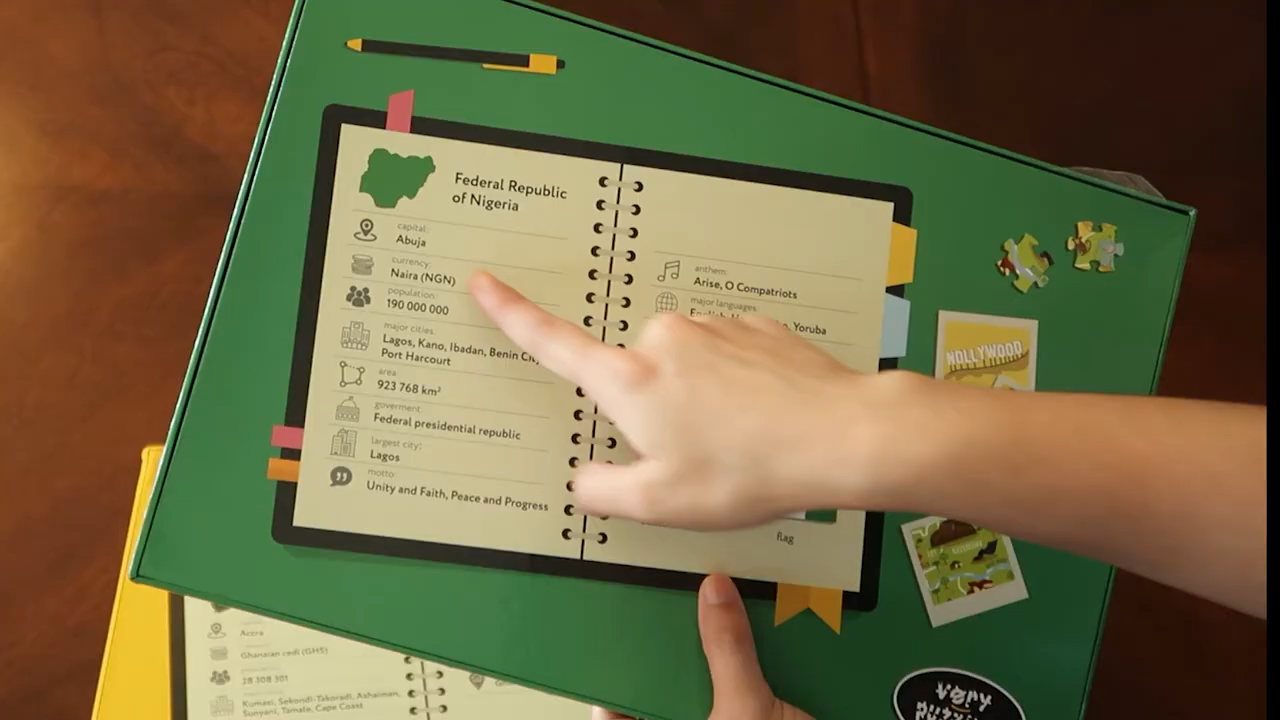 Federal Republic
of Nigeria
capital:
Abuja
currency:
Naira (NGN)
population:
190 000 000
major cities:
Lagos, Kano, Ibadan, Benin City
Port Harcourt
area:
923 768 km²
goverment
Federal presidential republic
largest city:
Lagos
motto:
Unity and Faith, Peace and Progress
anthem:
Arise, O Compatriots
major languages:
English, Yoruba
flag
NOLLYWOOD
Accra
Ghanaian cedi (GHS)
28 308 301
Kumasi, Sekondi-Takoradi, Ashaiman,
Sunyani, Tamale, Cape Coast